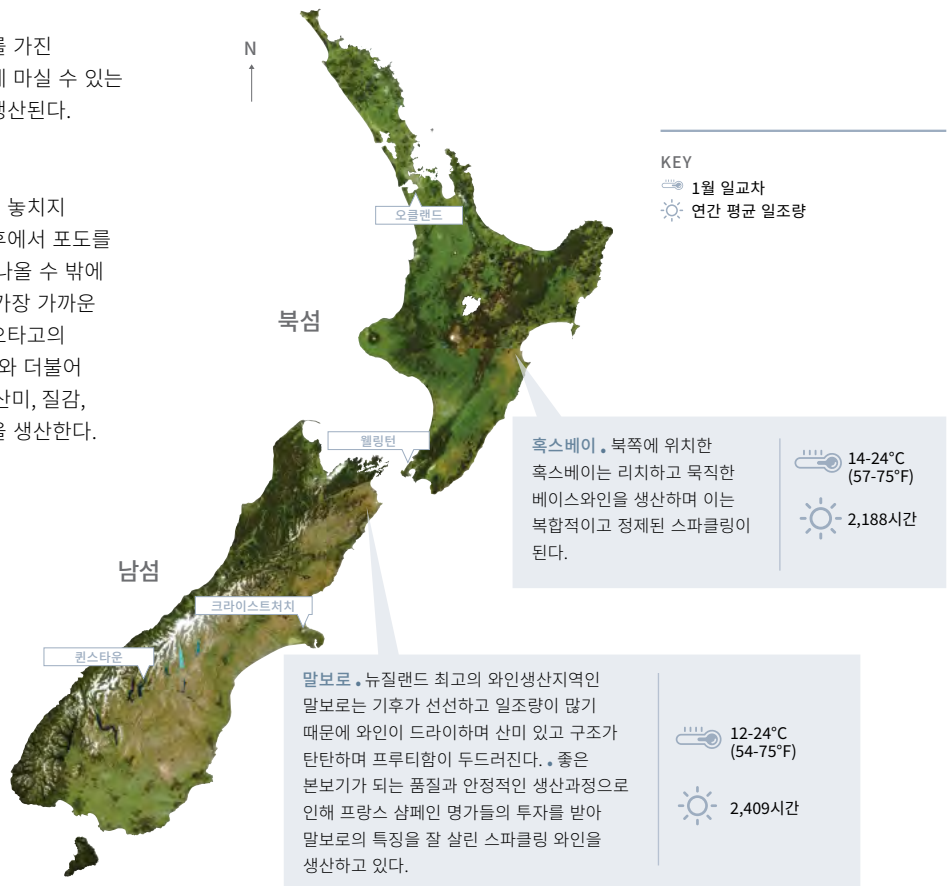 를 가진
게 마실 수 있는
생산된다.
놓치지
후에서 포도를
나올 수 밖에
가장 가까운
오타고의
와 더불어
산미, 질감,
을 생산한다.
N
KEY
1월 일교차
연간 평균 일조량
오클랜드
북섬
웰링턴
혹스베이 • 북쪽에 위치한
혹스베이는 리치하고 묵직한
베이스와인을 생산하며 이는
복합적이고 정제된 스파클링이
된다.
14-24°C
(57-75°F)
2,188시간
남섬
크라이스트처치
퀸스타운
말보로 • 뉴질랜드 최고의 와인생산지역인
말보로는 기후가 선선하고 일조량이 많기
때문에 와인이 드라이하며 산미 있고 구조가
탄탄하며 프루티함이 두드러진다. • 좋은
본보기가 되는 품질과 안정적인 생산과정으로
인해 프랑스 샴페인 명가들의 투자를 받아
말보로의 특징을 잘 살린 스파클링 와인을
생산하고 있다.
12-24°C
(54-75°F)
2,409시간